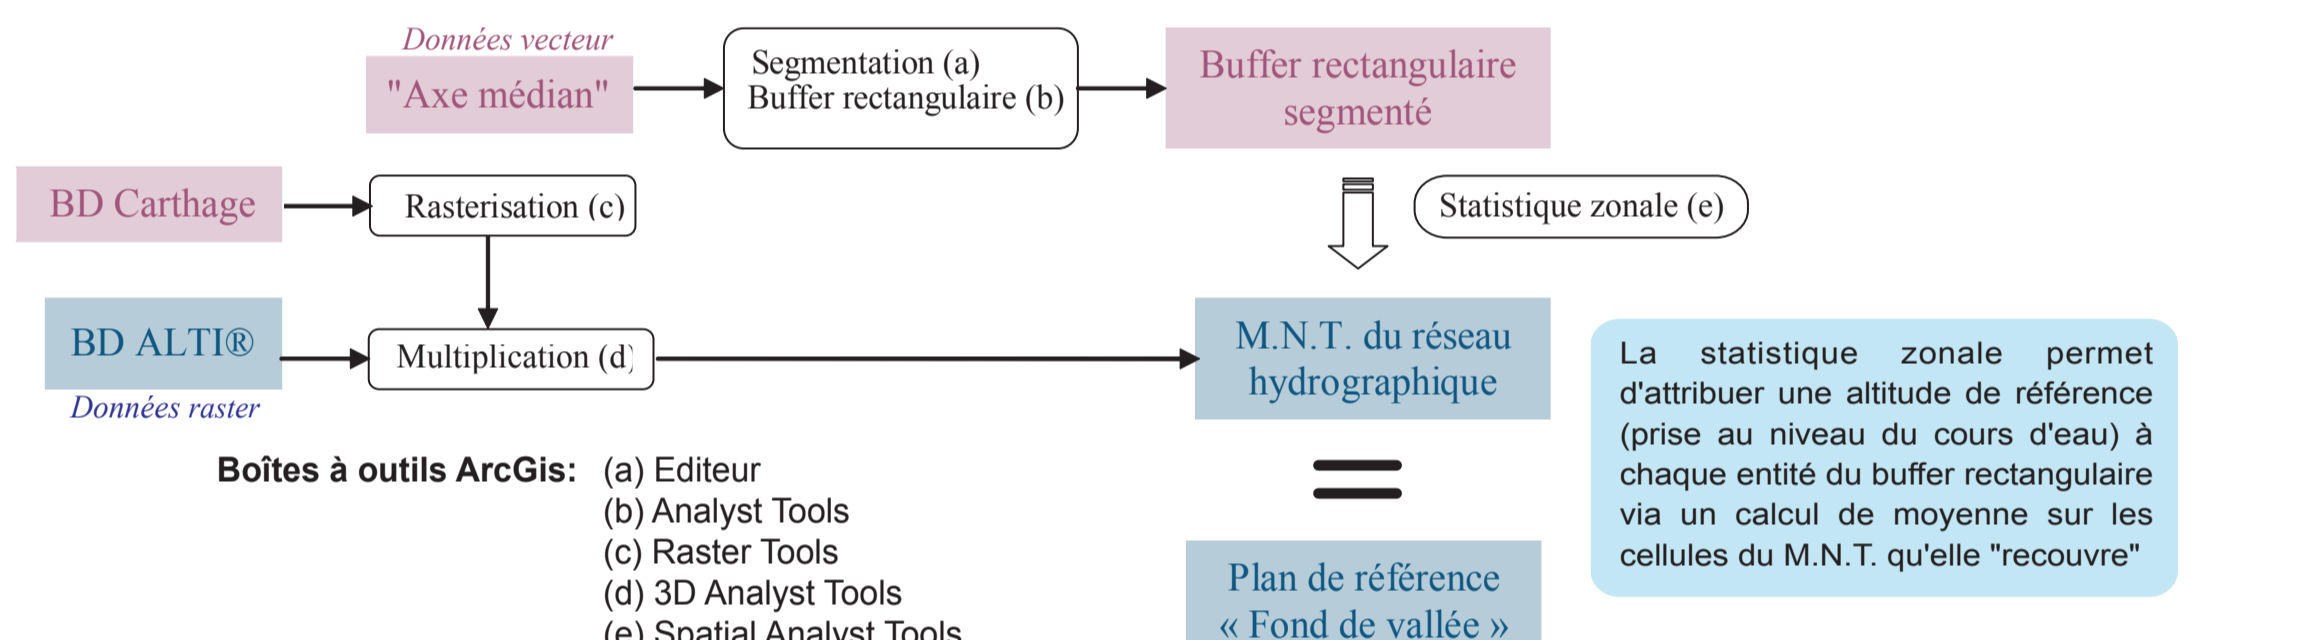 Données vecteur
"Axe médian"
Segmentation (a)
Buffer rectangulaire (b)
Buffer rectangulaire
segmenté
BD Carthage
Rasterisation (c)
Statistique zonale (e)
BD ALTI®
Données raster
Multiplication (d)
M.N.T. du réseau
hydrographique
La statistique zonale permet
d'attribuer une altitude de référence
(prise au niveau du cours d'eau) à
chaque entité du buffer rectangulaire
via un calcul de moyenne sur les
cellules du M.N.T. qu'elle "recouvre"
Boîtes à outils ArcGis: (a) Editeur
(b) Analyst Tools
(c) Raster Tools
(d) 3D Analyst Tools
(e) Spatial Analyst Tools
=
Plan de référence
« Fond de vallée »